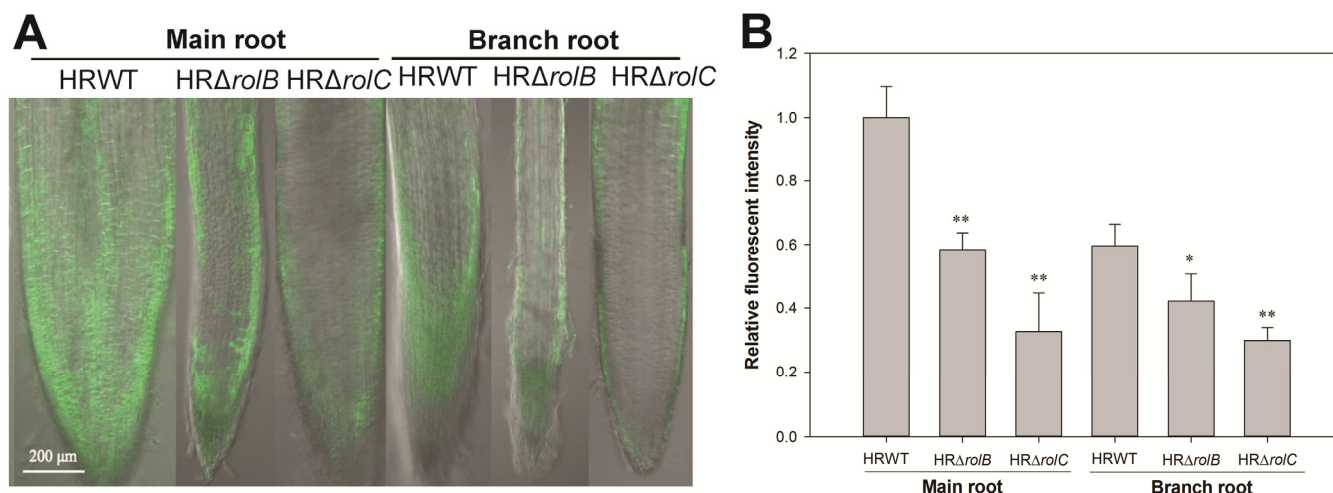 A
Main root
Branch root
HRWT HRΔrolB HRΔrolC HRWT HRΔrolB HRΔrolC
200 μm
B
Relative fluorescent intensity
1.2
1.0
0.8
0.6
0.4
0.2
0.0
**
**
*
**
HRWT HRΔrolB HRΔrolC HRWT HRΔrolB HRΔrolC
Main root
Branch root